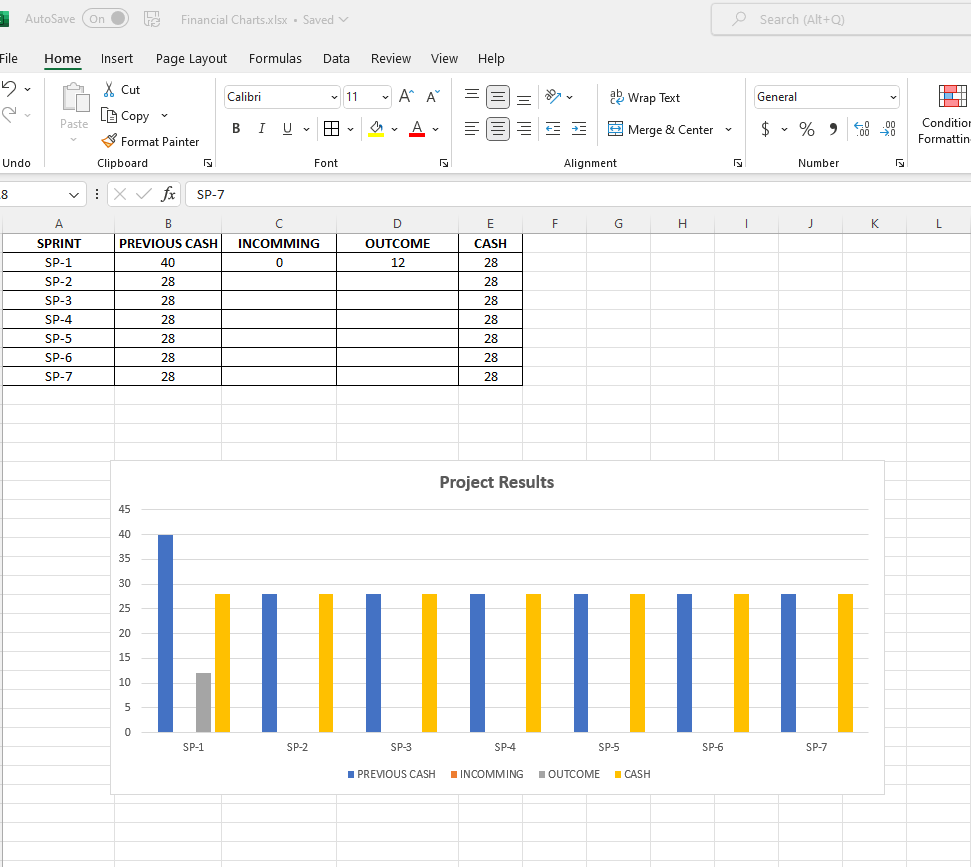 AutoSave On Financial Charts.xlsx • Saved Search (Alt+Q)
File Home Insert Page Layout Formulas Data Review View Help
Cut
Copy
Format Painter
Paste
Calibri 11
B I U
A A A
ab Wrap Text
Merge & Center
General
$ % 9 .00 .00
Condition
Formattin
Undo Clipboard Font Alignment Number
8 fx SP-7
A B C D E F G H I J K L
SPRINT PREVIOUS CASH INCOMMING OUTCOME CASH
SP-1 40 0 12 28
SP-2 28 28
SP-3 28 28
SP-4 28 28
SP-5 28 28
SP-6 28 28
SP-7 28 28
Project Results
45
40
35
30
25
20
15
10
5
0
SP-1 SP-2 SP-3 SP-4 SP-5 SP-6 SP-7
PREVIOUS CASH INCOMMING OUTCOME CASH